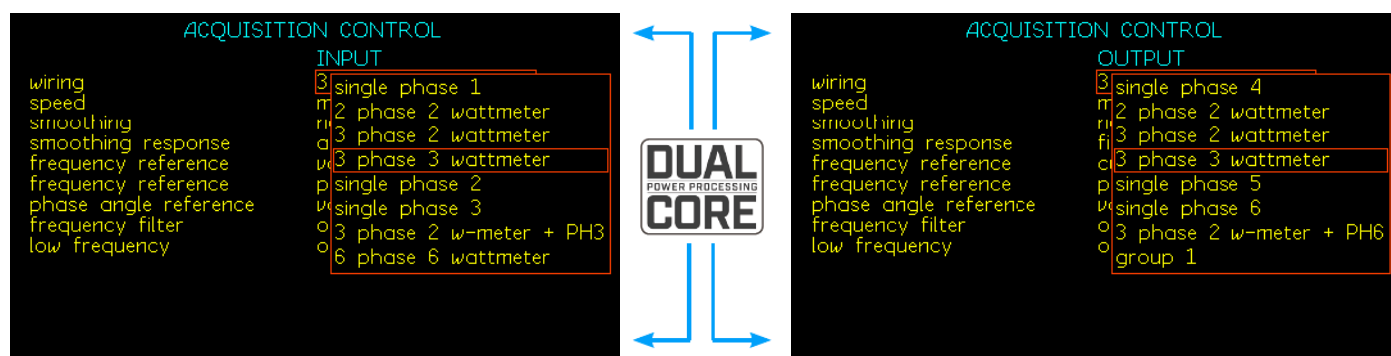 ACQUISITION CONTROL
INPUT
wiring
speed
smoothing
smoothing response
frequency reference
frequency reference
phase angle reference
frequency filter
low frequency
3
single phase 1
2 phase 2 wattmeter
3 phase 2 wattmeter
3 phase 3 wattmeter
single phase 2
single phase 3
3 phase 2 w-meter + PH3
6 phase 6 wattmeter
DUAL
POWER PROCESSING
CORE
ACQUISITION CONTROL
OUTPUT
wiring
speed
smoothing
smoothing response
frequency reference
frequency reference
phase angle reference
frequency filter
low frequency
3
single phase 4
2 phase 2 wattmeter
3 phase 2 wattmeter
3 phase 3 wattmeter
single phase 5
single phase 6
3 phase 2 w-meter + PH6
group 1